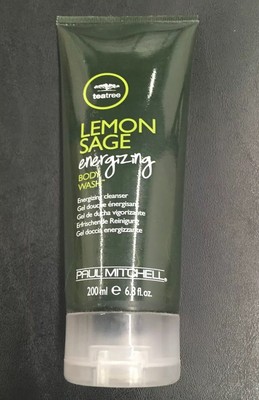 teatree
LEMON
SAGE
energizing
BODY
WASH
Energizing cleanser
Gel douche énergisant
Gel de ducha vigorizante
Erfrischende Reinigung
Gel doccia energizzante
PAUL MITCHELL
200 ml ℮ 6,8 fl.oz.